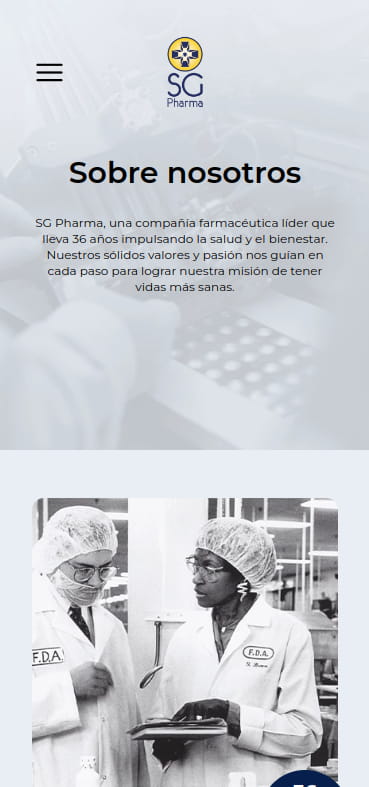 SG
Pharma
Sobre nosotros
SG Pharma, una compañía farmacéutica líder que
lleva 36 años impulsando la salud y el bienestar.
Nuestros sólidos valores y pasión nos guían en
cada paso para lograr nuestra misión de tener
vidas más sanas.
F.D.A.
F.D.A.